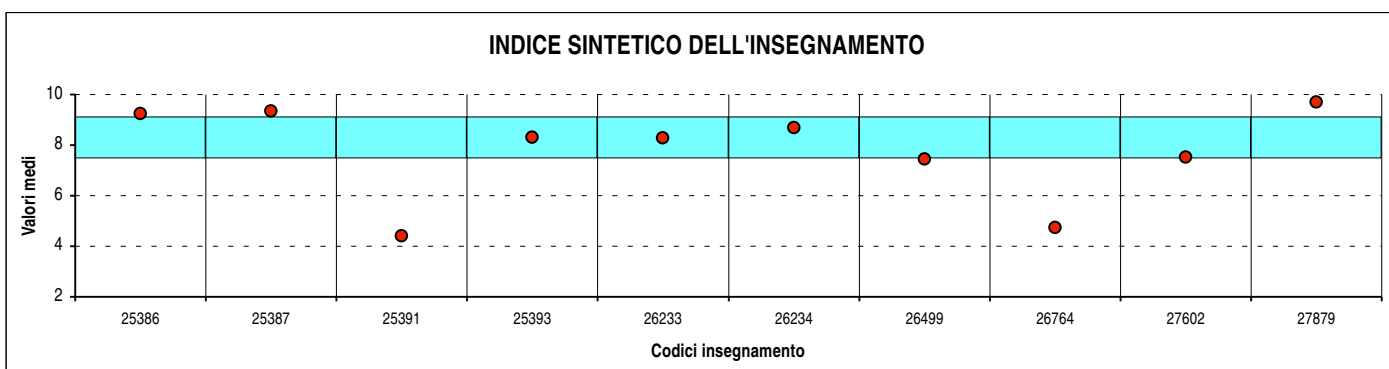 INDICE SINTETICO DELL'INSEGNAMENTO
Valori medi
10
8
6
4
2
25386 25387 25391 25393 26233 26234 26499 26764 27602 27879
Codici insegnamento